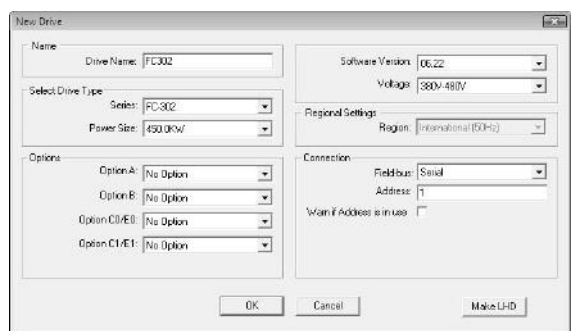 New Drive
Name
Drive Name: FC302
Select Drive Type
Series: FC-302
Power Size: 450.0KW
Options
Option A: No Option
Option B: No Option
Option C0/E0: No Option
Option C1/E1: No Option
Software Version: 06.22
Voltage: 380V-480V
Regional Settings
Region: International (50Hz)
Connection
Field-bus: Serial
Address: 1
Warn if Address is in use
OK
Cancel
Make LHD